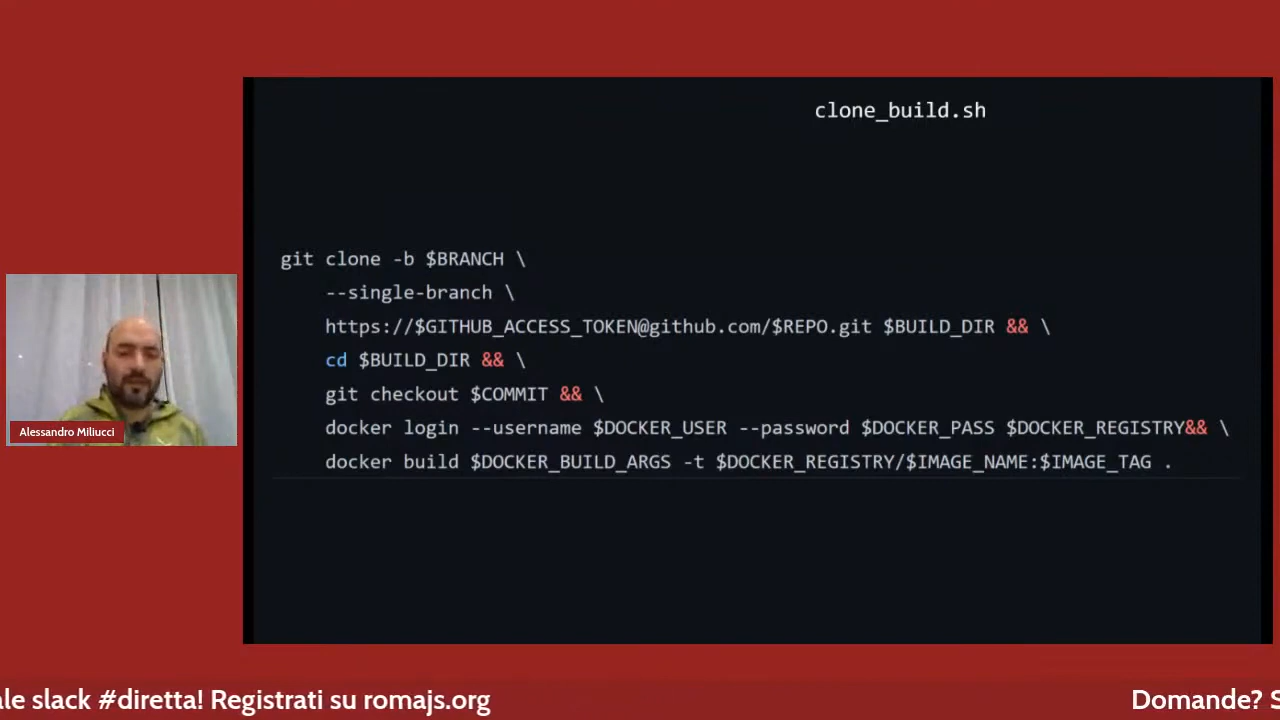 clone_build.sh
git clone -b $BRANCH \
--single-branch \
https://$GITHUB_ACCESS_TOKEN@github.com/$REPO.git $BUILD_DIR && \
cd $BUILD_DIR && \
git checkout $COMMIT && \
docker login --username $DOCKER_USER --password $DOCKER_PASS $DOCKER_REGISTRY&& \
docker build $DOCKER_BUILD_ARGS -t $DOCKER_REGISTRY/$IMAGE_NAME:$IMAGE_TAG .
Alessandro Miliucci
ale slack #diretta! Registrati su romajs.org
Domande? S